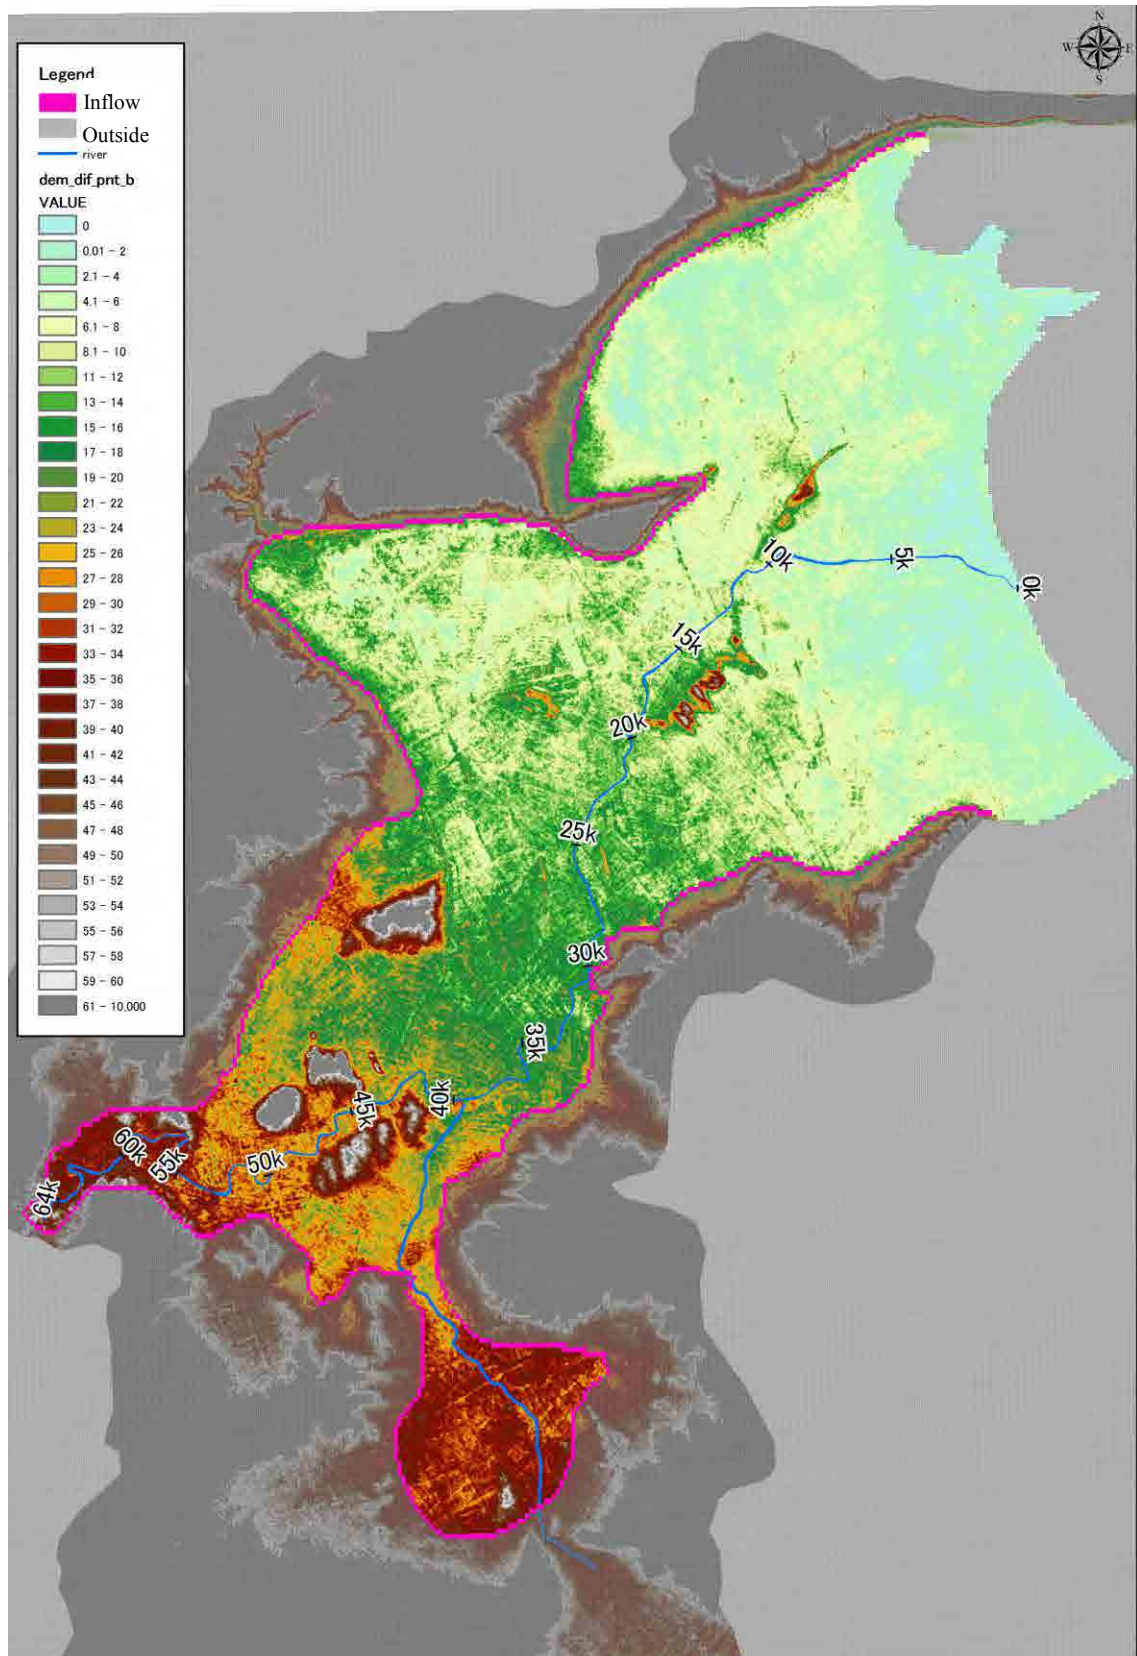 N
W E
S
Legend
Inflow
Outside
river
dem_dif_pnt_b
VALUE
0
0.01 - 2
2.1 - 4
4.1 - 6
6.1 - 8
8.1 - 10
11 - 12
13 - 14
15 - 16
17 - 18
19 - 20
21 - 22
23 - 24
25 - 26
27 - 28
29 - 30
31 - 32
33 - 34
35 - 36
37 - 38
39 - 40
41 - 42
43 - 44
45 - 46
47 - 48
49 - 50
51 - 52
53 - 54
55 - 56
57 - 58
59 - 60
61 - 10,000
0k
5k
10k
15k
20k
25k
30k
35k
40k
45k
50k
55k
60k
64k